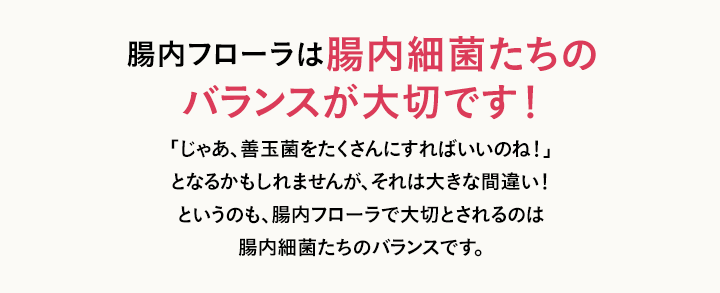 腸内フローラは腸内細菌たちの
バランスが大切です！
「じゃあ、善玉菌をたくさんにすればいいのね！」
となるかもしれませんが、それは大きな間違い！
というのも、腸内フローラで大切とされるのは
腸内細菌たちのバランスです。